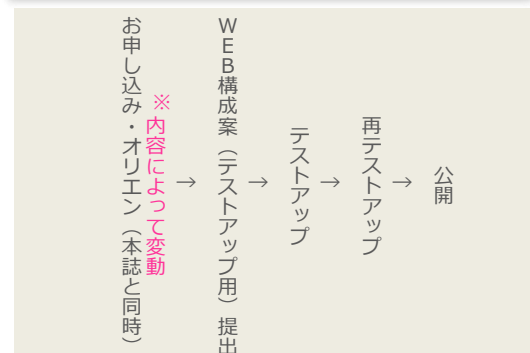 お申し込み・オリエン（本誌と同時）
※内容によって変動
→
WEB構成案（テストアップ用）提出
→
テストアップ
→
再テストアップ
→
公開